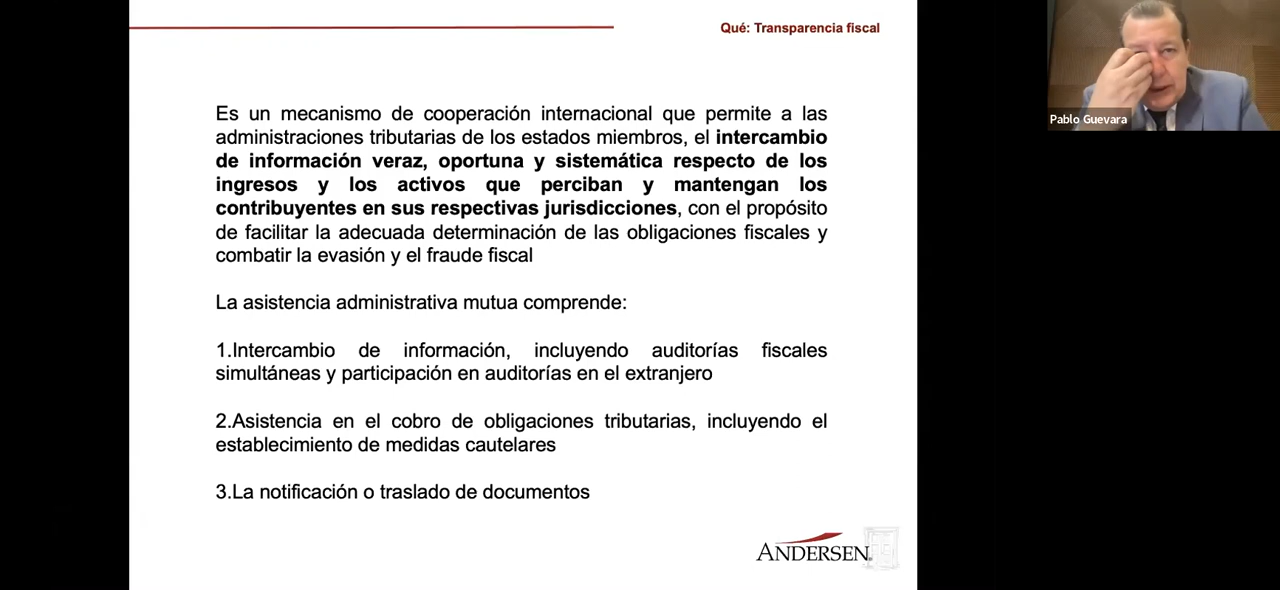 Qué: Transparencia fiscal
Pablo Guevara
Es un mecanismo de cooperación internacional que permite a las
administraciones tributarias de los estados miembros, el intercambio
de información veraz, oportuna y sistemática respecto de los
ingresos y los activos que perciban y mantengan los
contribuyentes en sus respectivas jurisdicciones, con el propósito
de facilitar la adecuada determinación de las obligaciones fiscales y
combatir la evasión y el fraude fiscal
La asistencia administrativa mutua comprende:
1.Intercambio de información, incluyendo auditorías fiscales
simultáneas y participación en auditorías en el extranjero
2.Asistencia en el cobro de obligaciones tributarias, incluyendo el
establecimiento de medidas cautelares
3.La notificación o traslado de documentos
ANDERSEN®